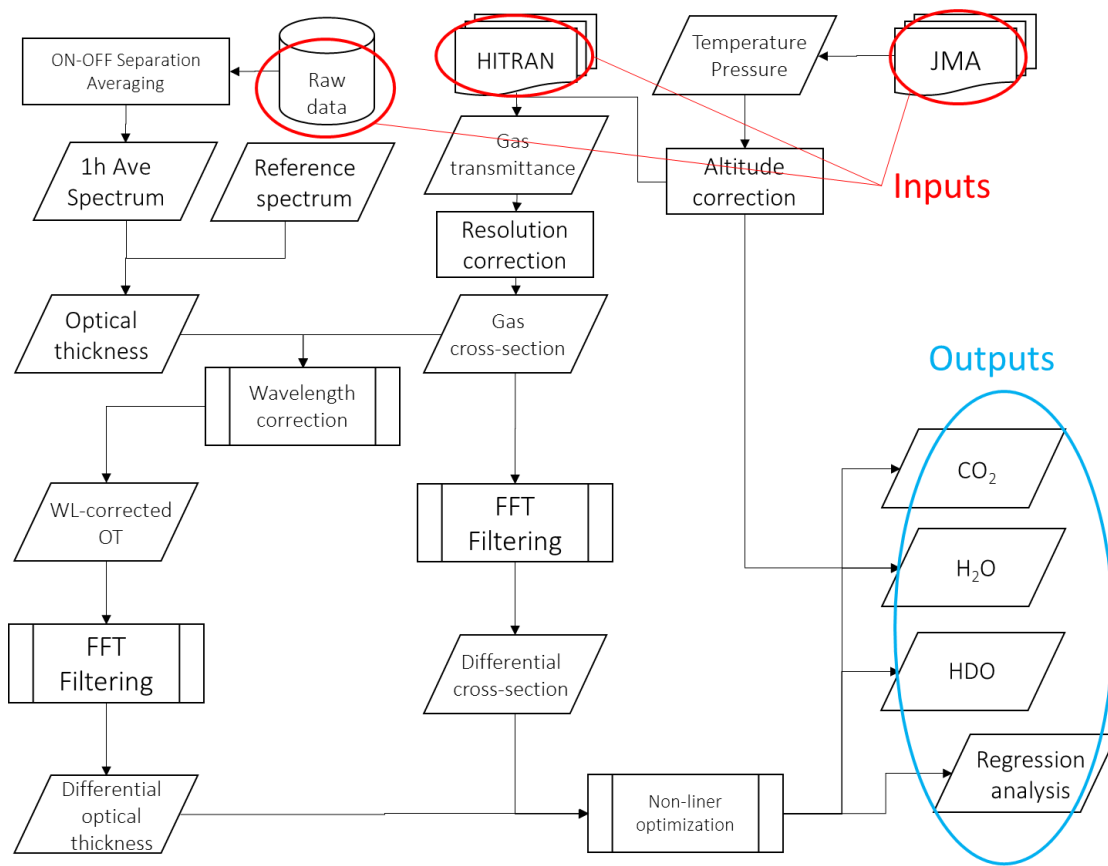 ON-OFF Separation
Averaging
Raw
data
HITRAN
Temperature
Pressure
JMA
1h Ave
Spectrum
Reference
spectrum
Gas
transmittance
Altitude
correction
Inputs
Resolution
correction
Optical
thickness
Gas
cross-section
Outputs
Wavelength
correction
CO₂
WL-corrected
OT
FFT
Filtering
H₂O
FFT
Filtering
Differential
cross-section
HDO
Regression
analysis
Differential
optical
thickness
Non-liner
optimization